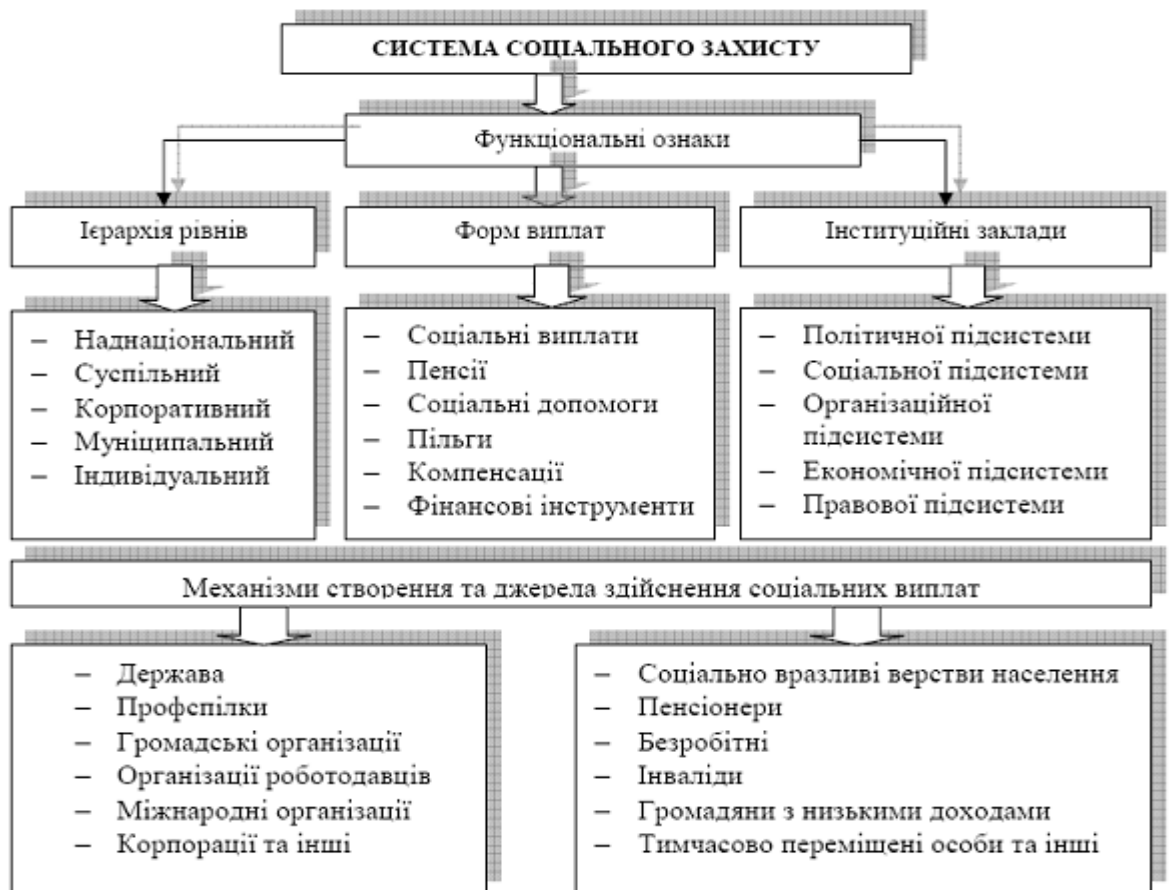 СИСТЕМА СОЦІАЛЬНОГО ЗАХИСТУ
Функціональні ознаки
Ієрархія рівнів
Форм виплат
Інституційні заклади
– Наднаціональний
– Суспільний
– Корпоративний
– Муніципальний
– Індивідуальний
– Соціальні виплати
– Пенсії
– Соціальні допомоги
– Пільги
– Компенсації
– Фінансові інструменти
– Політичної підсистеми
– Соціальної підсистеми
– Організаційної
підсистеми
– Економічної підсистеми
– Правової підсистеми
Механізми створення та джерела здійснення соціальних виплат
– Держава
– Профспілки
– Громадські організації
– Організації роботодавців
– Міжнародні організації
– Корпорації та інші
– Соціально вразливі верстви населення
– Пенсіонери
– Безробітні
– Інваліди
– Громадяни з низькими доходами
– Тимчасово переміщені особи та інші